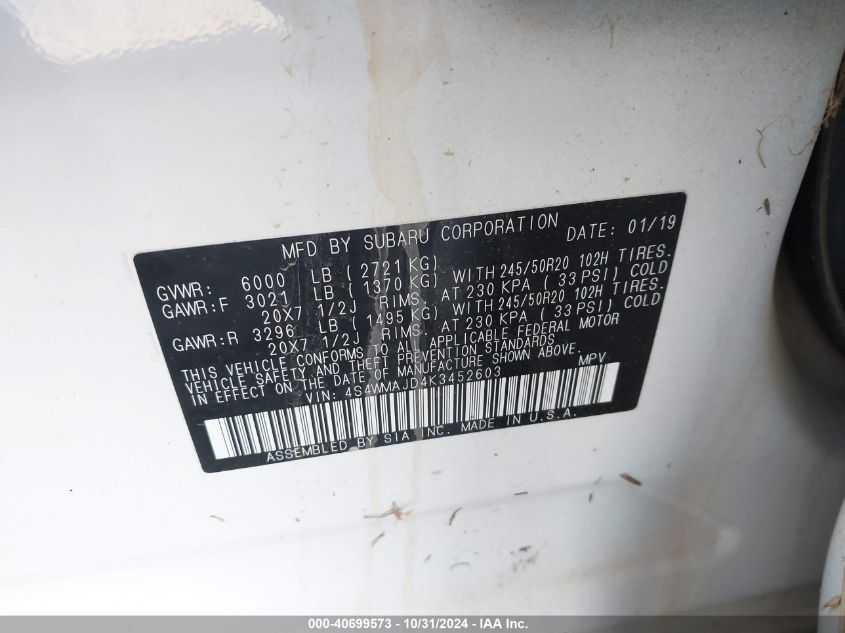 MFD BY SUBARU CORPORATION DATE: 01/19
GVWR: 6000 LB ( 2721 KG)
GAWR:F 3021 LB ( 1370 KG) WITH 245/50R20 102H TIRES.
20X7 1/2J RIMS. AT 230 KPA ( 33 PSI) COLD
GAWR:R 3296 LB ( 1495 KG) WITH 245/50R20 102H TIRES.
20X7 1/2J RIMS. AT 230 KPA ( 33 PSI) COLD
THIS VEHICLE CONFORMS TO ALL APPLICABLE FEDERAL MOTOR
VEHICLE SAFETY AND THEFT PREVENTION STANDARDS
IN EFFECT ON THE DATE OF MANUFACTURE SHOWN ABOVE.
VIN: 4S4WMAJD4K3452603 MPV
ASSEMBLED BY SIA INC. MADE IN U.S.A.
000-40699573 - 10/31/2024 - IAA Inc.